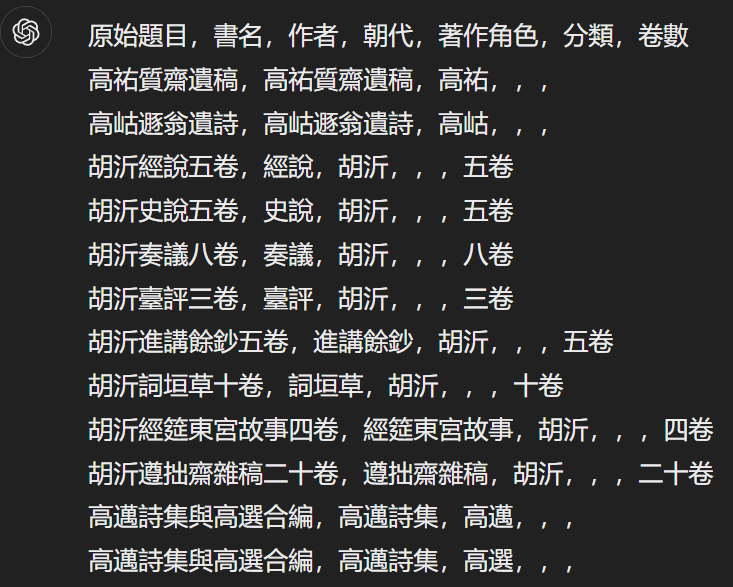 原始題目，書名，作者，朝代，著作角色，分類，卷數
高祐質齋遺稿，高祐質齋遺稿，高祐，，，
高岵遯翁遺詩，高岵遯翁遺詩，高岵，，，
胡沂經說五卷，經說，胡沂，，，五卷
胡沂史說五卷，史說，胡沂，，，五卷
胡沂奏議八卷，奏議，胡沂，，，八卷
胡沂臺評三卷，臺評，胡沂，，，三卷
胡沂進講餘鈔五卷，進講餘鈔，胡沂，，，五卷
胡沂詞垣草十卷，詞垣草，胡沂，，，十卷
胡沂經筵東宮故事四卷，經筵東宮故事，胡沂，，，四卷
胡沂遵拙齋雜稿二十卷，遵拙齋雜稿，胡沂，，，二十卷
高邁詩集與高選合編，高邁詩集，高邁，，，
高邁詩集與高選合編，高邁詩集，高選，，，